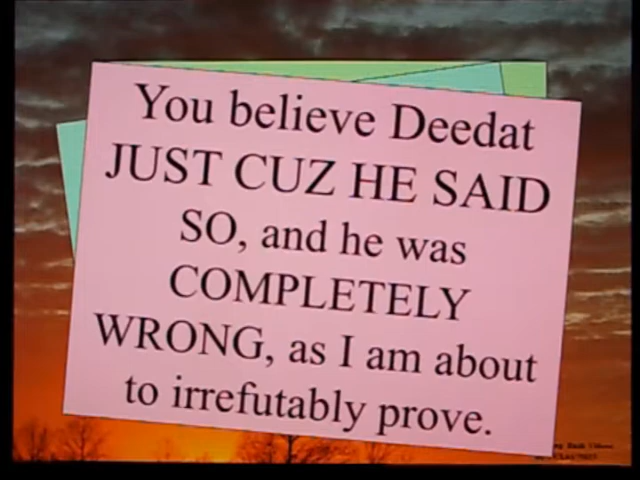 You believe Deedat
JUST CUZ HE SAID
SO, and he was
COMPLETELY
WRONG, as I am about
to irrefutably prove.